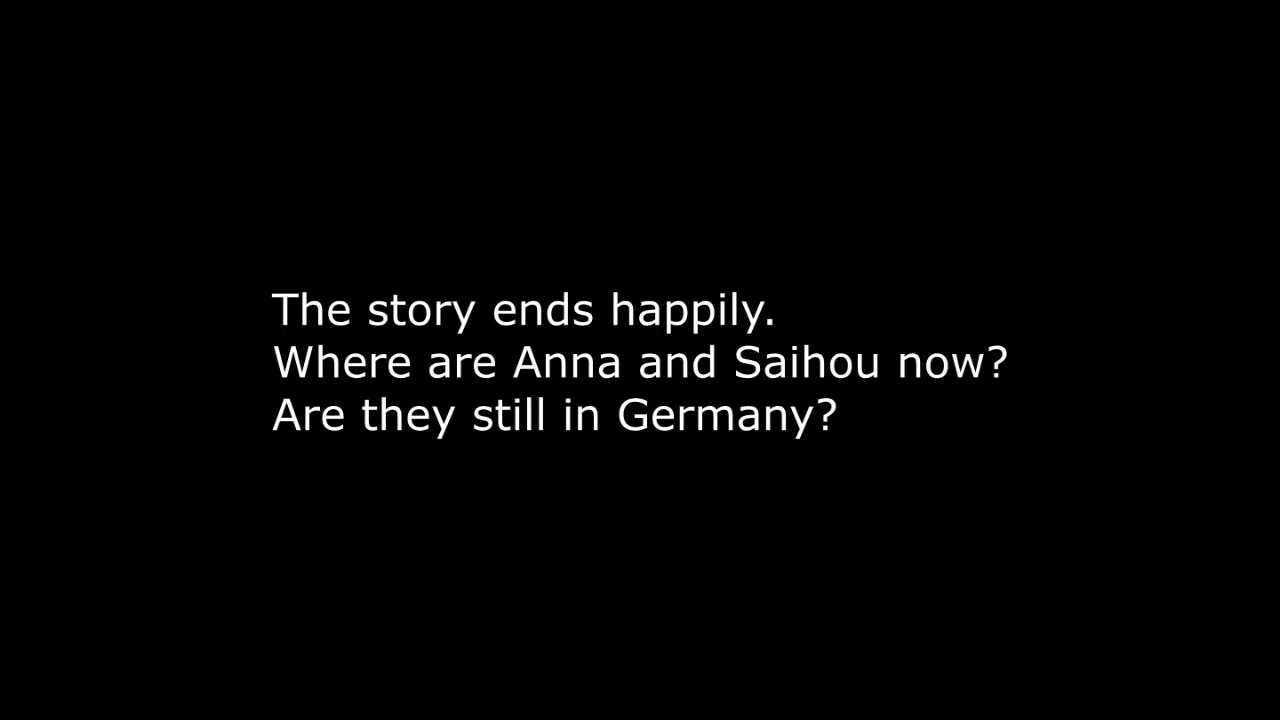 The story ends happily.
Where are Anna and Saihou now?
Are they still in Germany?